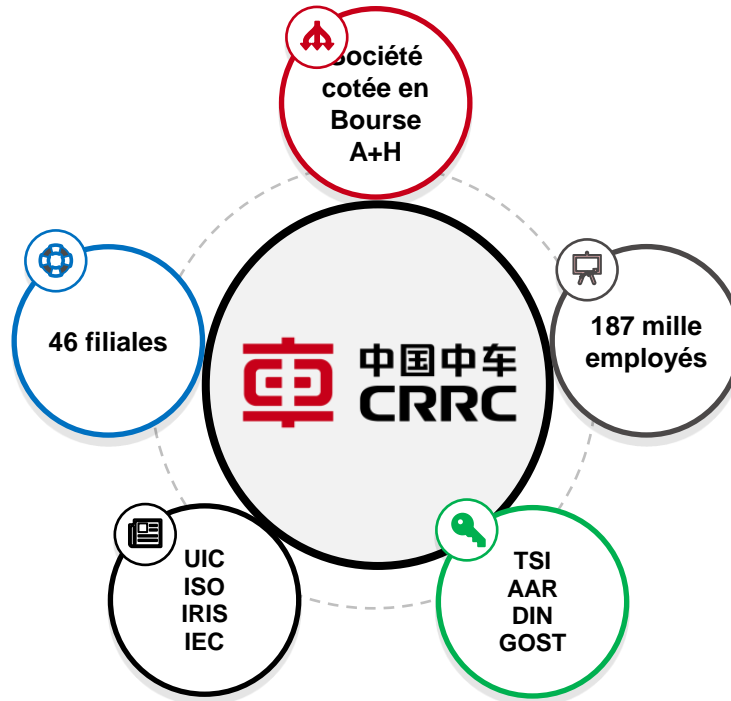 Société
cotée en
Bourse
A+H
46 filiales
187 mille
employés
中国中车
CRRC
UIC
ISO
IRIS
IEC
TSI
AAR
DIN
GOST